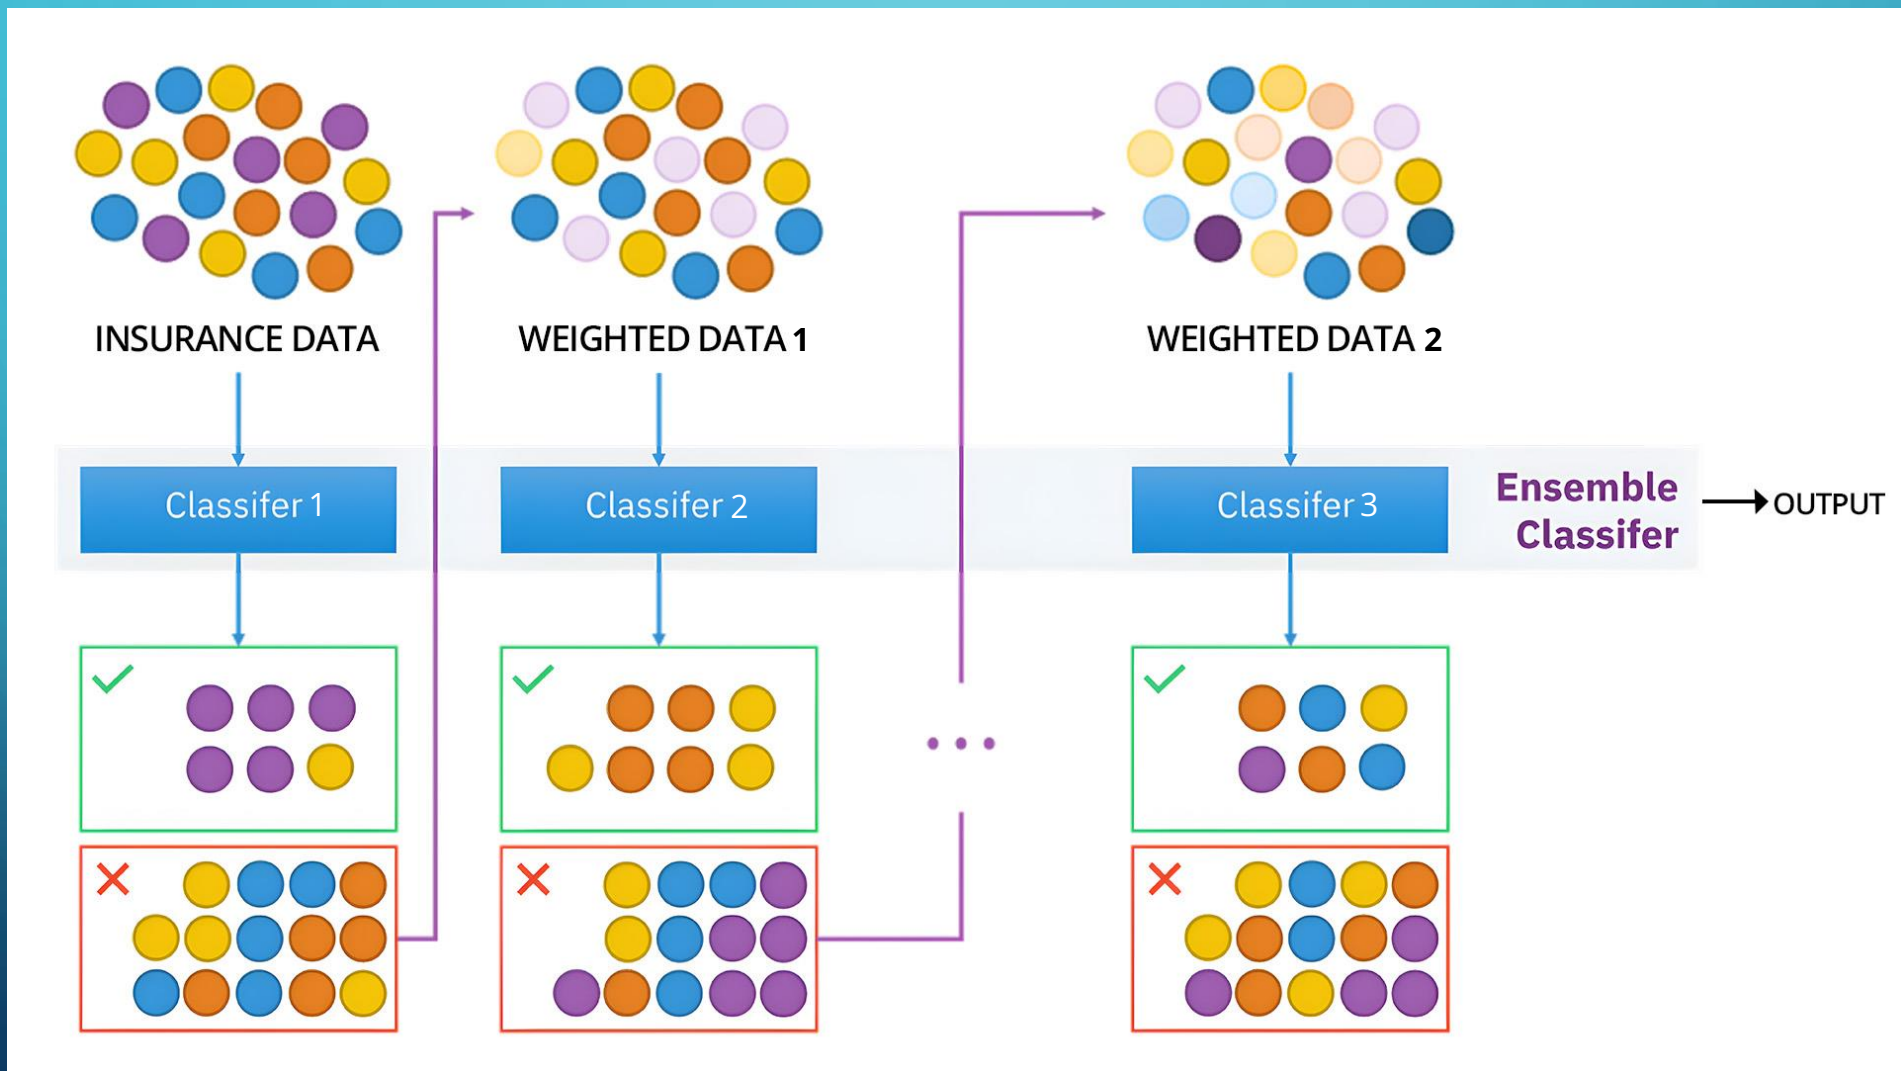 INSURANCE DATA
WEIGHTED DATA 1
WEIGHTED DATA 2
Classifer 1
Classifer 2
Classifer 3
Ensemble
Classifer
OUTPUT